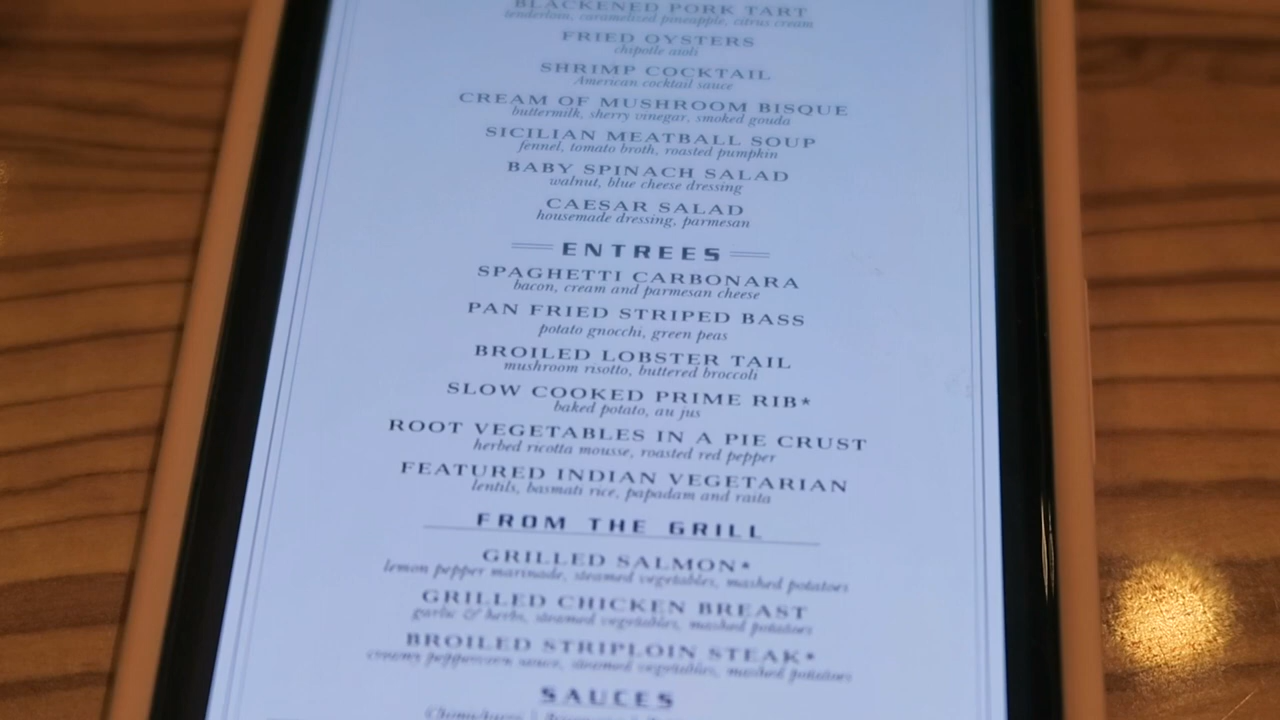 BLACKENED PORK TART
tenderloin, caramelized pineapple, citrus cream
FRIED OYSTERS
chipotle aioli
SHRIMP COCKTAIL
American cocktail sauce
CREAM OF MUSHROOM BISQUE
buttermilk, sherry vinegar, smoked gouda
SICILIAN MEATBALL SOUP
fennel, tomato broth, roasted pumpkin
BABY SPINACH SALAD
walnut, blue cheese dressing
CAESAR SALAD
housemade dressing, parmesan
ENTREES
SPAGHETTI CARBONARA
bacon, cream and parmesan cheese
PAN FRIED STRIPED BASS
potato gnocchi, green peas
BROILED LOBSTER TAIL
mushroom risotto, buttered broccoli
SLOW COOKED PRIME RIB*
baked potato, au jus
ROOT VEGETABLES IN A PIE CRUST
herbed ricotta mousse, roasted red pepper
FEATURED INDIAN VEGETARIAN
lentils, basmati rice, papadam and raita
FROM THE GRILL
GRILLED SALMON*
lemon pepper marinade, steamed vegetables, mashed potatoes
GRILLED CHICKEN BREAST
garlic & herbs, steamed vegetables, mashed potatoes
BROILED STRIPLOIN STEAK*
creamy peppercorn sauce, steamed vegetables, mashed potatoes
SAUCES